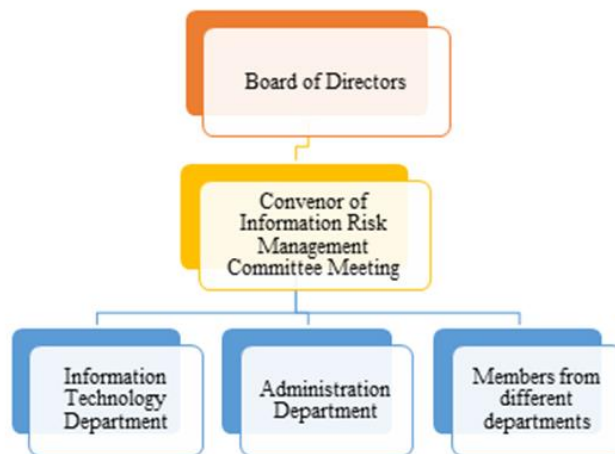 Board of Directors
Convenor of
Information Risk
Management
Committee Meeting
Information
Technology
Department
Administration
Department
Members from
different
departments